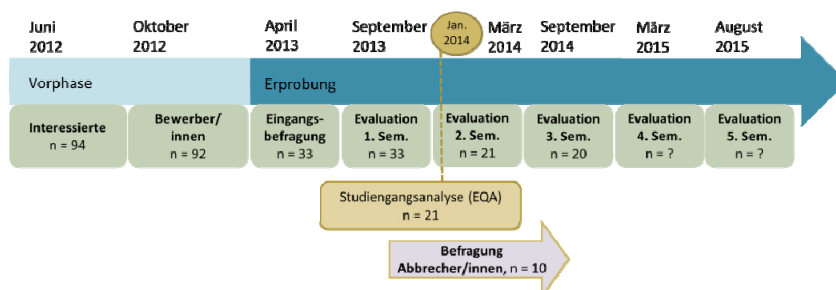 Juni
2012
Oktober
2012
April
2013
September
2013
Jan.
2014
März
2014
September
2014
März
2015
August
2015
Vorphase
Erprobung
Interessierte
n = 94
Bewerber/
innen
n = 92
Eingangs-
befragung
n = 33
Evaluation
1. Sem.
n = 33
Evaluation
2. Sem.
n = 21
Evaluation
3. Sem.
n = 20
Evaluation
4. Sem.
n = ?
Evaluation
5. Sem.
n = ?
Studiengangsanalyse (EQA)
n = 21
Befragung
Abbrecher/innen, n = 10